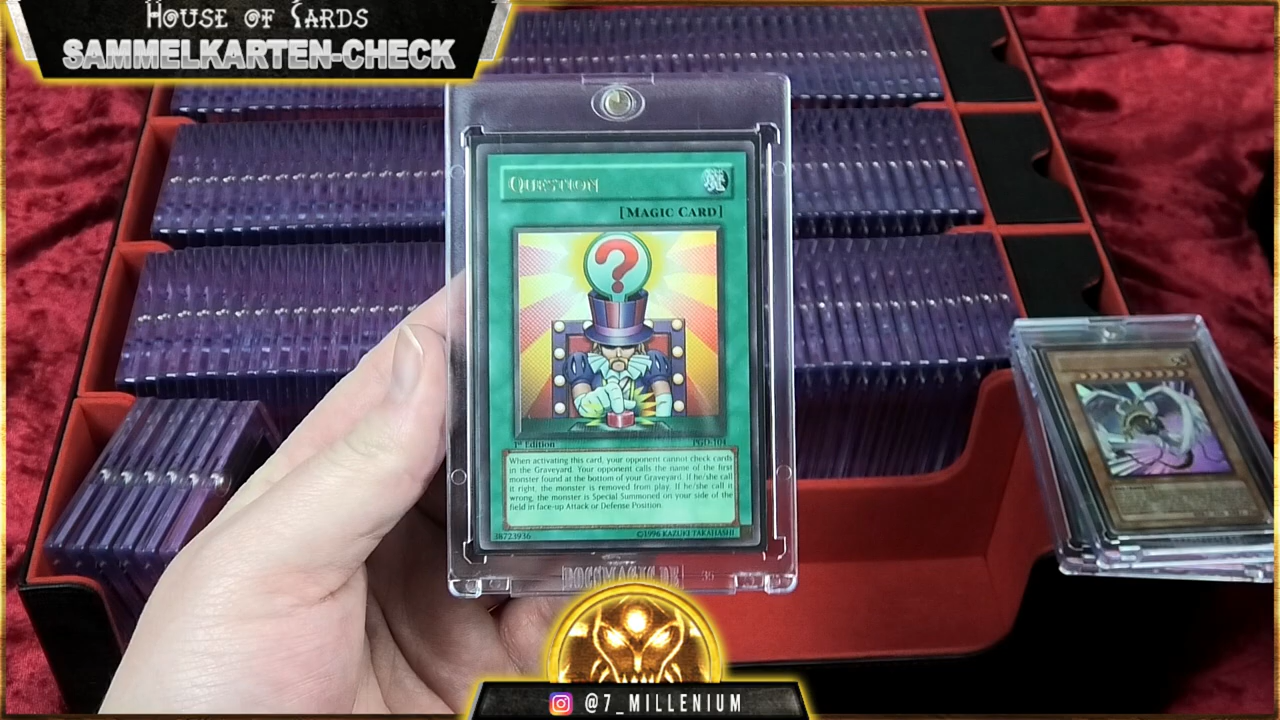 HOUSE OF CARDS
SAMMELKARTEN-CHECK
QUESTION
[MAGIC CARD]
1st Edition
PGD-104
When activating this card, your opponent cannot check cards
in the Graveyard. Your opponent calls the name of the first
monster found at the bottom of your Graveyard. If he/she call
it right, the monster is removed from play. If he/she call it
wrong, the monster is Special Summoned on your side of the
field in face-up Attack or Defense Position.
©1996 KAZUKI TAKAHASHI
35
@7_MILLENIUM